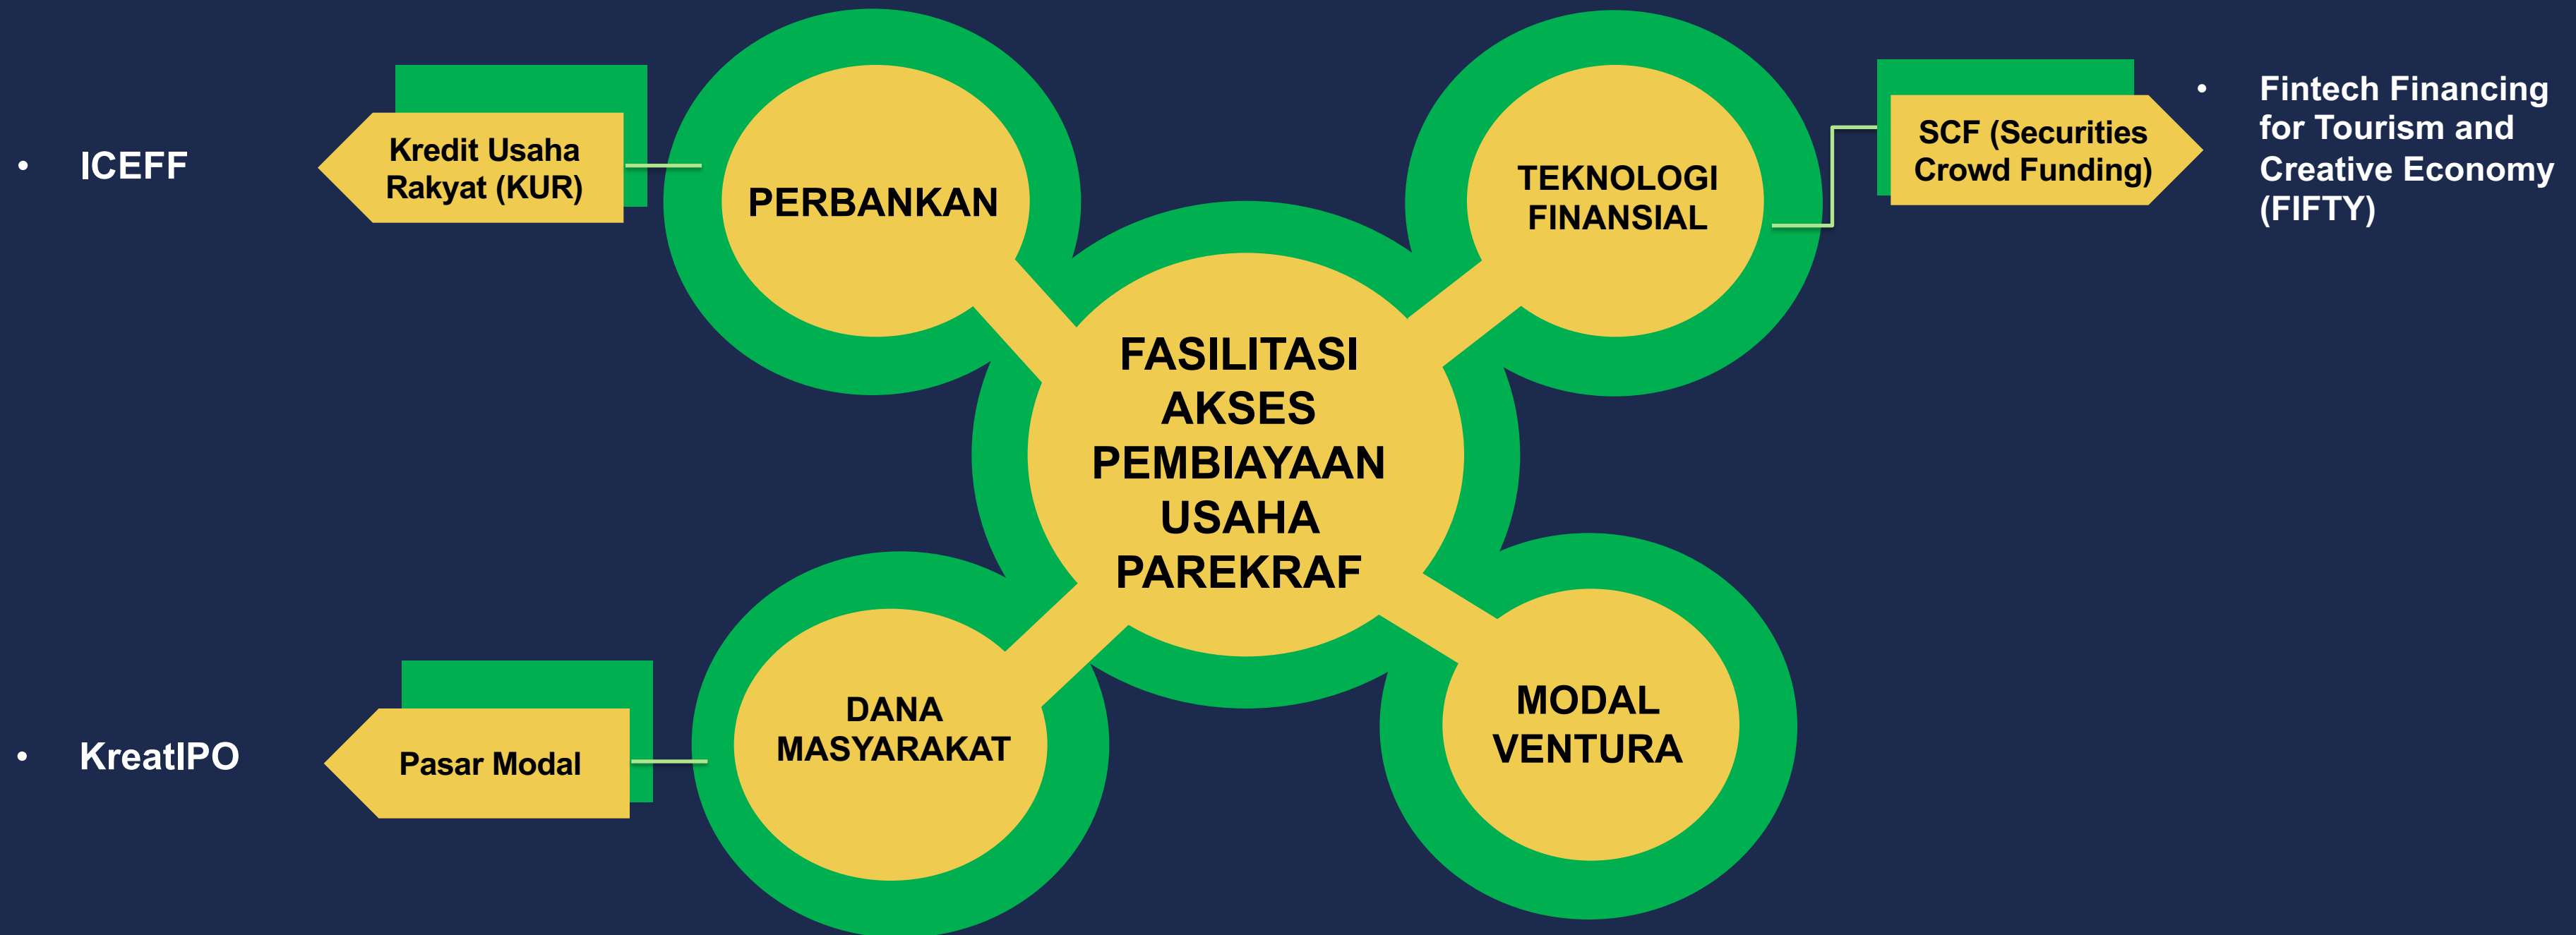 • ICEFF
Kredit Usaha
Rakyat (KUR)
PERBANKAN
TEKNOLOGI
FINANSIAL
SCF (Securities
Crowd Funding)
• Fintech Financing
for Tourism and
Creative Economy
(FIFTY)
FASILITASI
AKSES
PEMBIAYAAN
USAHA
PAREKRAF
• KreatIPO
Pasar Modal
DANA
MASYARAKAT
MODAL
VENTURA